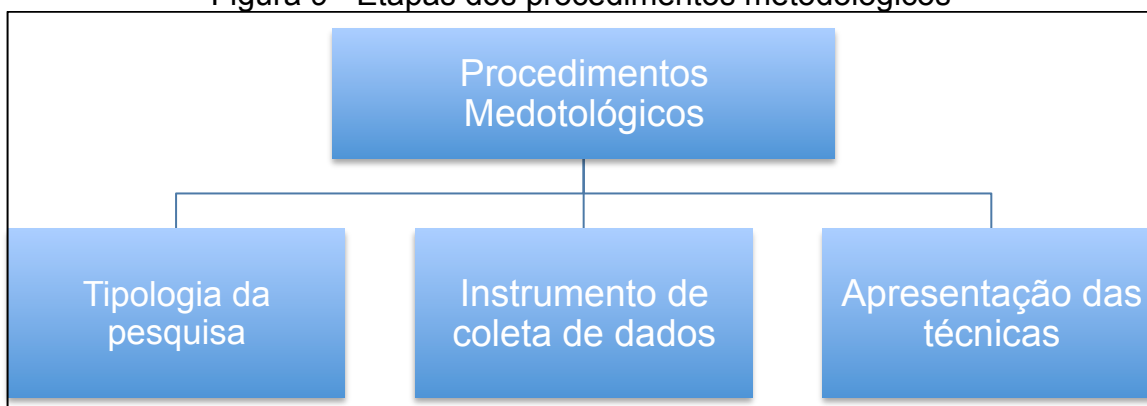 Etapas dos procedimentos metodológicos
Procedimentos
Medotológicos
Tipologia da
pesquisa
Instrumento de
coleta de dados
Apresentação das
técnicas